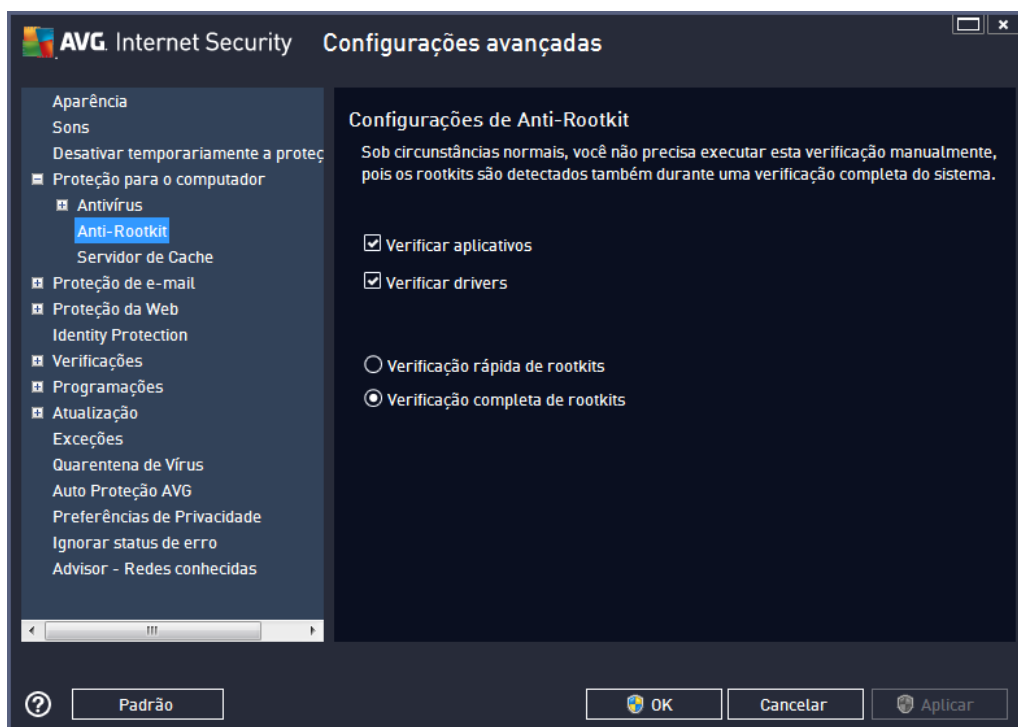 AVG. Internet Security Configurações avançadas
Aparência
Sons
Desativar temporariamente a proteç
Proteção para o computador
Antivírus
Anti-Rootkit
Servidor de Cache
Proteção de e-mail
Proteção da Web
Identity Protection
Verificações
Programações
Atualização
Exceções
Quarentena de Vírus
Auto Proteção AVG
Preferências de Privacidade
Ignorar status de erro
Advisor - Redes conhecidas
Configurações de Anti-Rootkit
Sob circunstâncias normais, você não precisa executar esta verificação manualmente,
pois os rootkits são detectados também durante uma verificação completa do sistema.
Verificar aplicativos
Verificar drivers
Verificação rápida de rootkits
Verificação completa de rootkits
Padrão
OK
Cancelar
Aplicar